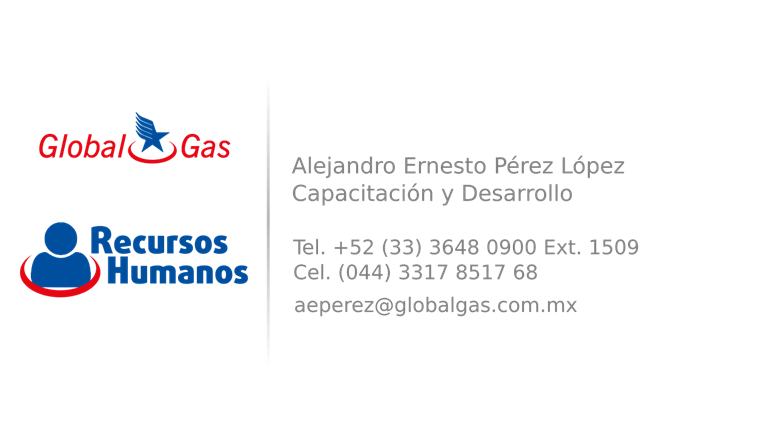 Global Gas
Recursos
Humanos
Alejandro Ernesto Pérez López
Capacitación y Desarrollo
Tel. +52 (33) 3648 0900 Ext. 1509
Cel. (044) 3317 8517 68
aeperez@globalgas.com.mx